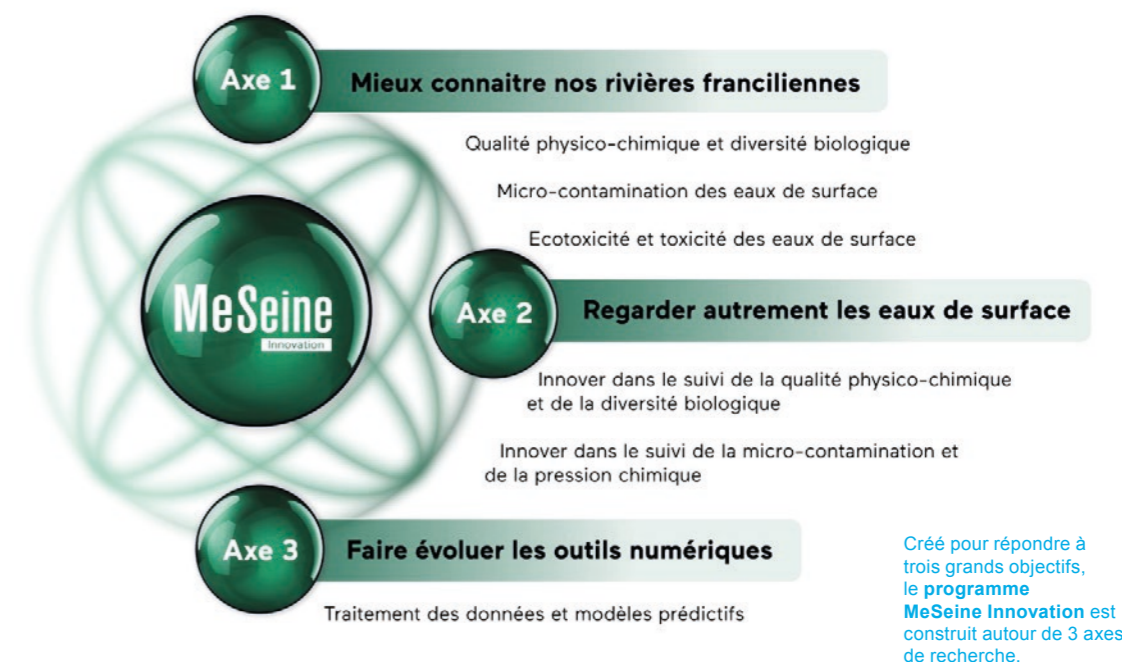 Axe 1
Mieux connaitre nos rivières franciliennes
Qualité physico-chimique et diversité biologique
Micro-contamination des eaux de surface
Ecotoxicité et toxicité des eaux de surface
MeSeine
Innovation
Axe 2
Regarder autrement les eaux de surface
Innover dans le suivi de la qualité physico-chimique
et de la diversité biologique
Innover dans le suivi de la micro-contamination et
de la pression chimique
Axe 3
Faire évoluer les outils numériques
Traitement des données et modèles prédictifs
Créé pour répondre à
trois grands objectifs,
le programme
MeSeine Innovation est
construit autour de 3 axes
de recherche.